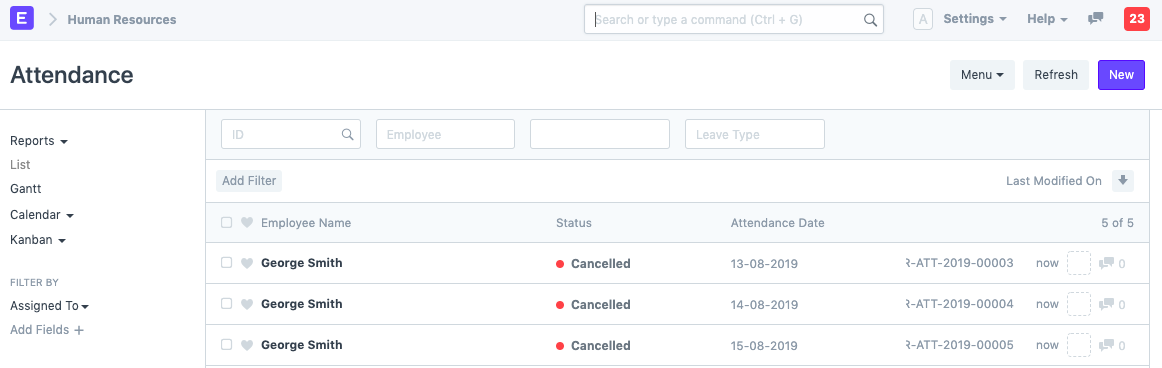 E Human Resources Search or type a command (Ctrl + G) A Settings Help 23
Attendance Menu Refresh New
Reports
List
Gantt
Calendar
Kanban
FILTER BY
Assigned To
Add Fields +
ID Employee Leave Type
Add Filter Last Modified On
Employee Name Status Attendance Date 5 of 5
George Smith Cancelled 13-08-2019 R-ATT-2019-00003 now 0
George Smith Cancelled 14-08-2019 R-ATT-2019-00004 now 0
George Smith Cancelled 15-08-2019 R-ATT-2019-00005 now 0